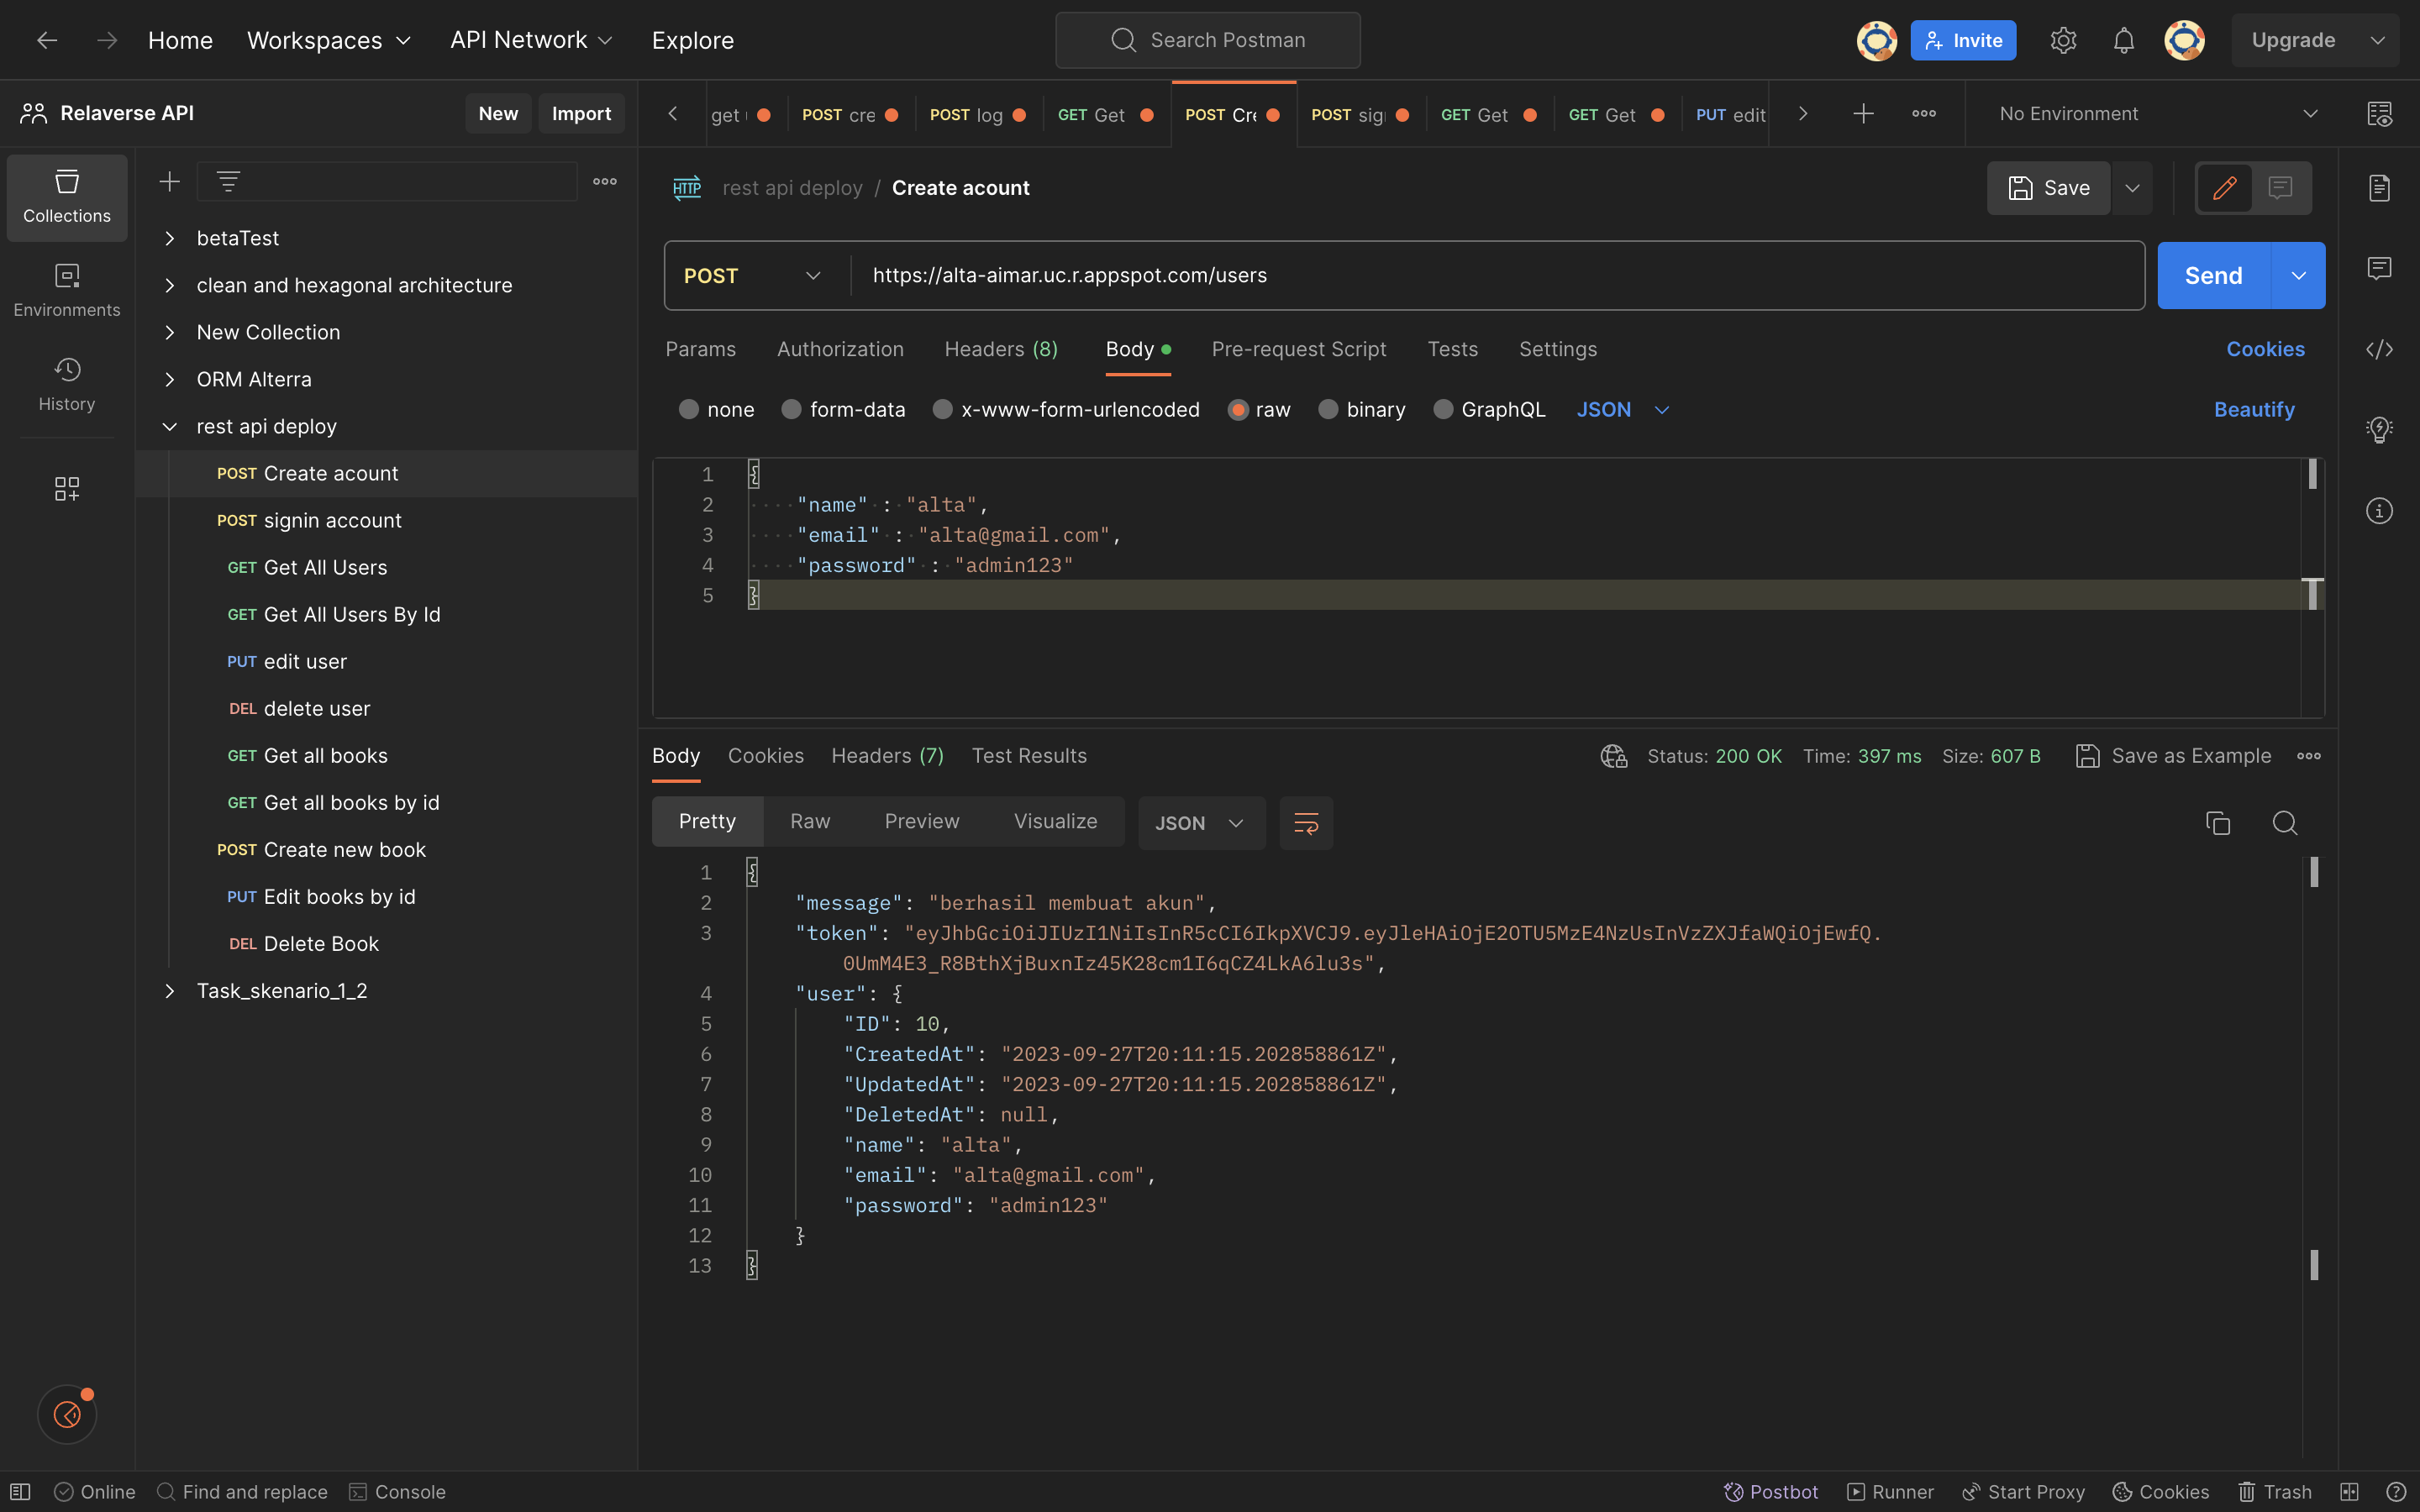 Home Workspaces API Network Explore Search Postman Invite Upgrade
Relaverse API New Import
get POST cre POST log GET Get POST Cre POST sig GET Get GET Get PUT edit No Environment
Collections
Environments
History
betaTest
clean and hexagonal architecture
New Collection
ORM Alterra
rest api deploy
POST Create acount
POST signin account
GET Get All Users
GET Get All Users By Id
PUT edit user
DEL delete user
GET Get all books
GET Get all books by id
POST Create new book
PUT Edit books by id
DEL Delete Book
Task_skenario_1_2
HTTP rest api deploy / Create acount Save
POST https://alta-aimar.uc.r.appspot.com/users Send
Params Authorization Headers (8) Body Pre-request Script Tests Settings Cookies
none form-data x-www-form-urlencoded raw binary GraphQL JSON Beautify
1 {
2 "name" : "alta",
3 "email" : "alta@gmail.com",
4 "password" : "admin123"
5 }
Body Cookies Headers (7) Test Results Status: 200 OK Time: 397 ms Size: 607 B Save as Example
Pretty Raw Preview Visualize JSON
1 {
2 "message": "berhasil membuat akun",
3 "token": "eyJhbGciOiJIUzI1NiIsInR5cCI6IkpXVCJ9.eyJleHAiOjE2OTU5MzE4NzUsInVzZXJfaWQiOjEwfQ.
0UmM4E3_R8BthXjBuxnIz45K28cm1I6qCZ4LkA6lu3s",
4 "user": {
5 "ID": 10,
6 "CreatedAt": "2023-09-27T20:11:15.202858861Z",
7 "UpdatedAt": "2023-09-27T20:11:15.202858861Z",
8 "DeletedAt": null,
9 "name": "alta",
10 "email": "alta@gmail.com",
11 "password": "admin123"
12 }
13 }
Online Find and replace Console Postbot Runner Start Proxy Cookies Trash